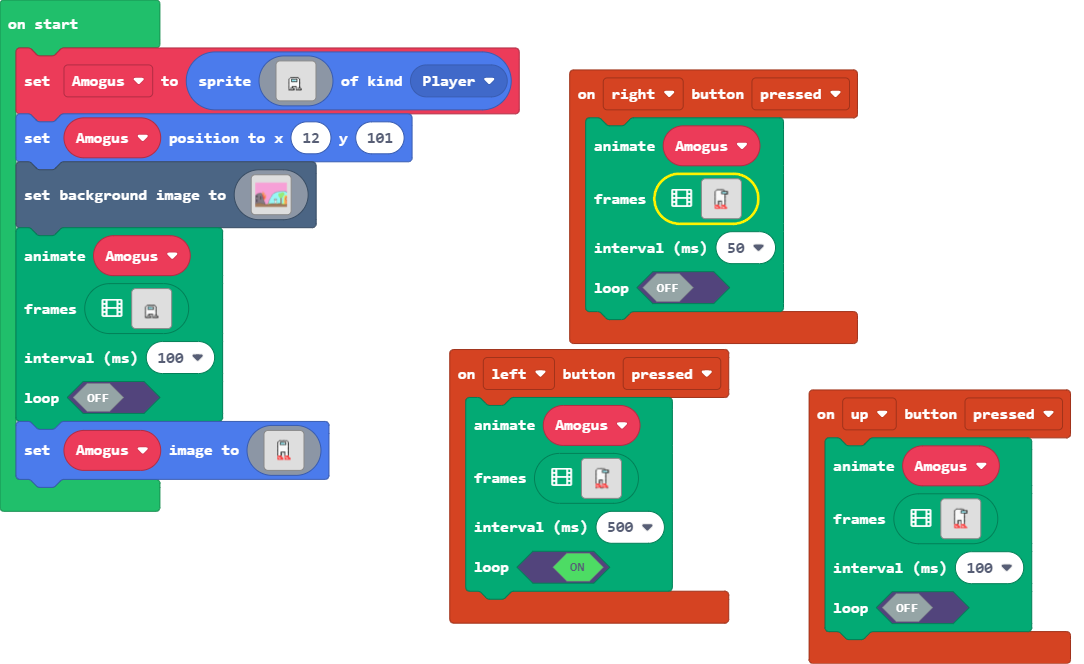 on start
set Amogus to sprite of kind Player
set Amogus position to x 12 y 101
set background image to
animate Amogus
frames
interval (ms) 100
loop OFF
set Amogus image to
on right button pressed
animate Amogus
frames
interval (ms) 50
loop OFF
on left button pressed
animate Amogus
frames
interval (ms) 500
loop ON
on up button pressed
animate Amogus
frames
interval (ms) 100
loop OFF